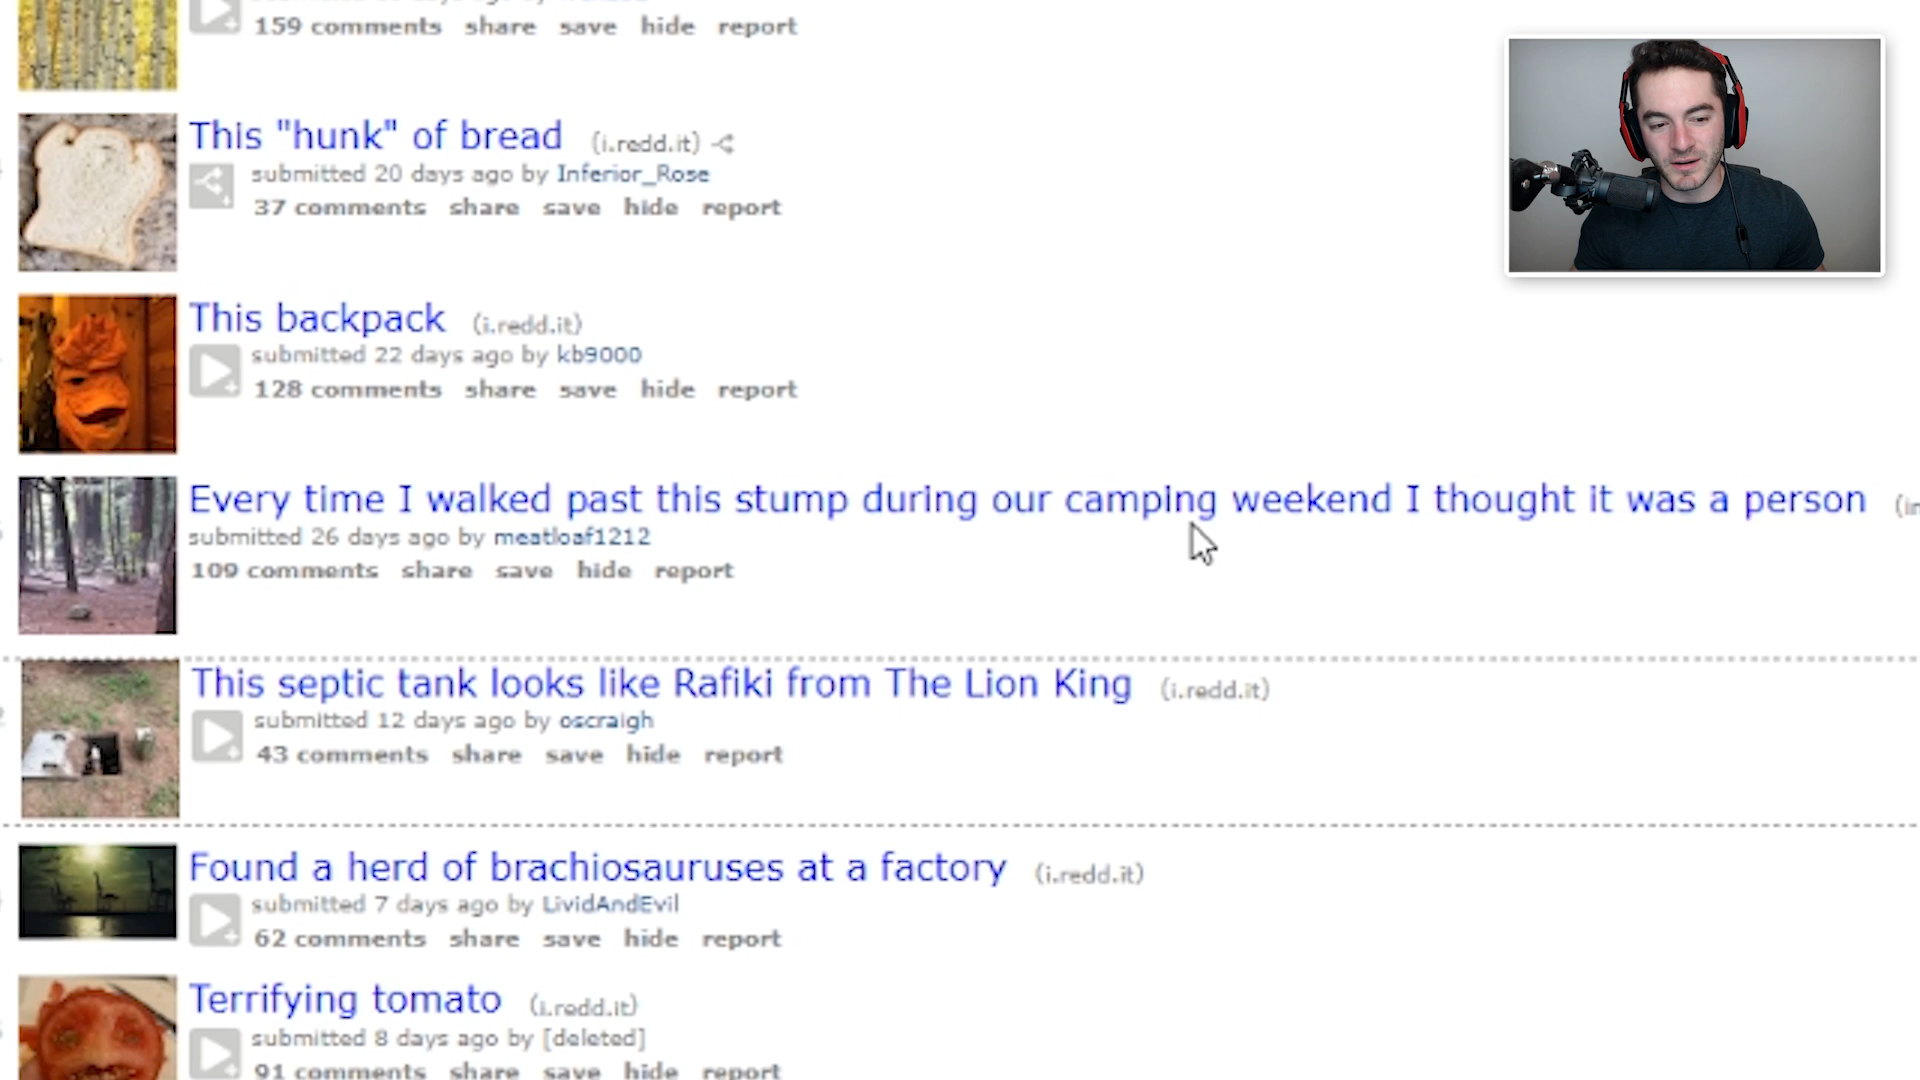 159 comments share save hide report
This "hunk" of bread (i.redd.it)
submitted 20 days ago by Inferior_Rose
37 comments share save hide report
This backpack (i.redd.it)
submitted 22 days ago by kb9000
128 comments share save hide report
Every time I walked past this stump during our camping weekend I thought it was a person
submitted 26 days ago by meatloaf1212
109 comments share save hide report
This septic tank looks like Rafiki from The Lion King (i.redd.it)
submitted 12 days ago by oscraigh
43 comments share save hide report
Found a herd of brachiosauruses at a factory (i.redd.it)
submitted 7 days ago by LividAndEvil
62 comments share save hide report
Terrifying tomato (i.redd.it)
submitted 8 days ago by [deleted]
91 comments share save hide report